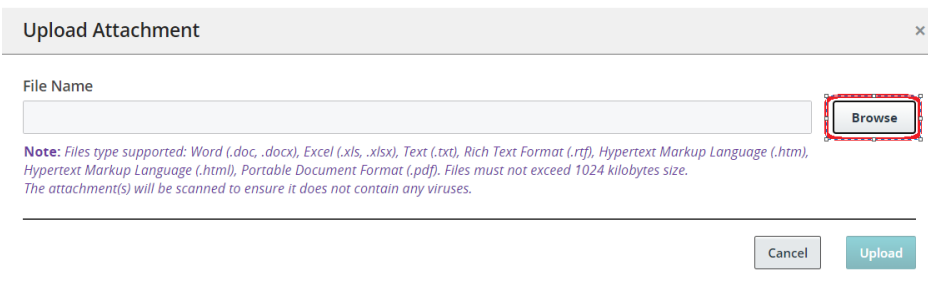 Upload Attachment
×
File Name
Browse
Note: Files type supported: Word (.doc, .docx), Excel (.xls, .xlsx), Text (.txt), Rich Text Format (.rtf), Hypertext Markup Language (.htm),
Hypertext Markup Language (.html), Portable Document Format (.pdf). Files must not exceed 1024 kilobytes size.
The attachment(s) will be scanned to ensure it does not contain any viruses.
Cancel
Upload